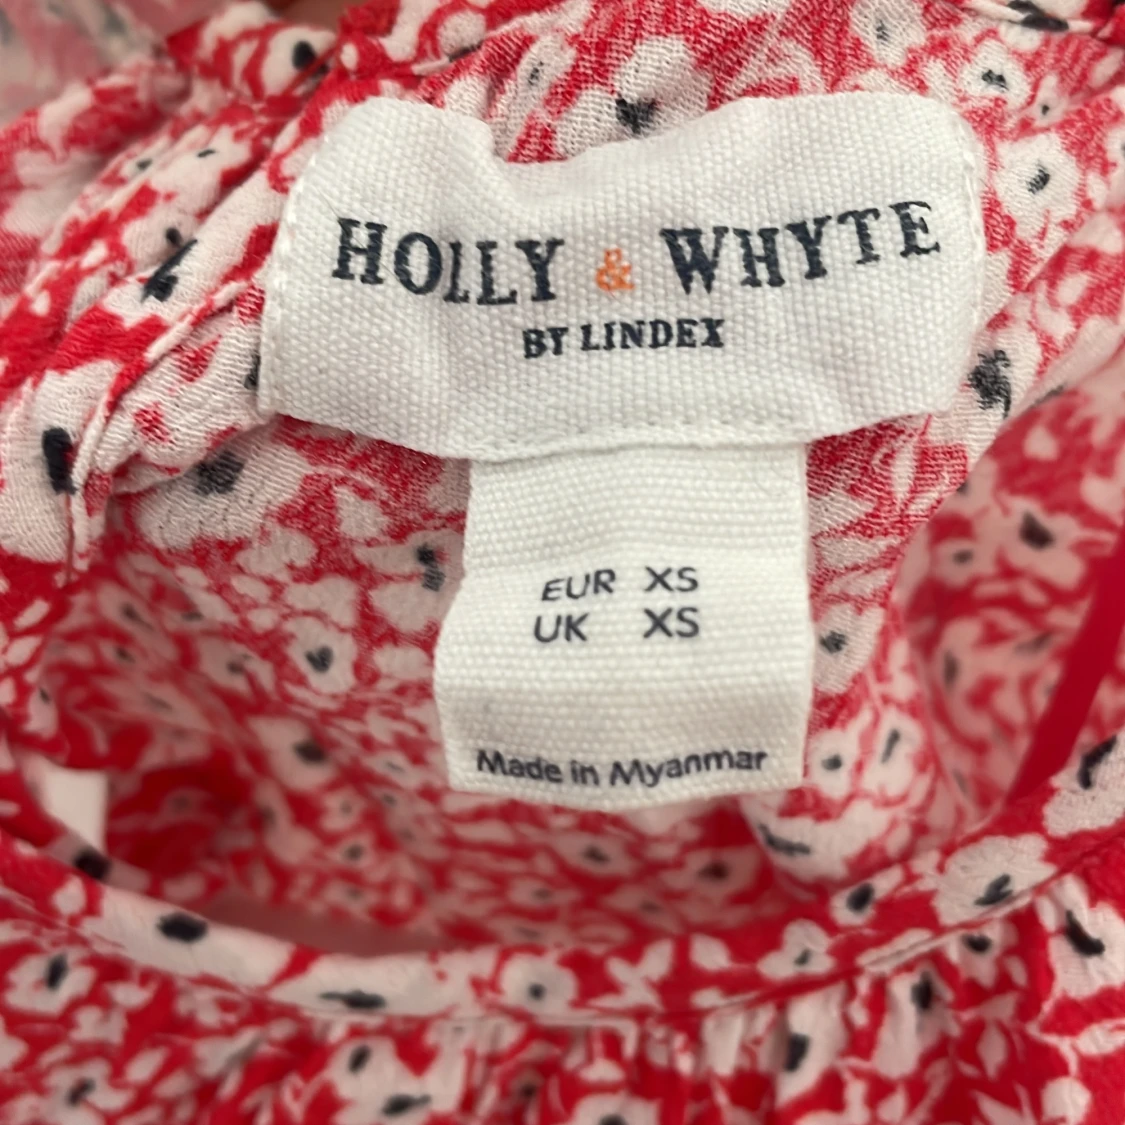 HOLLY & WHYTE
BY LINDEX
EUR XS
UK XS
Made in Myanmar